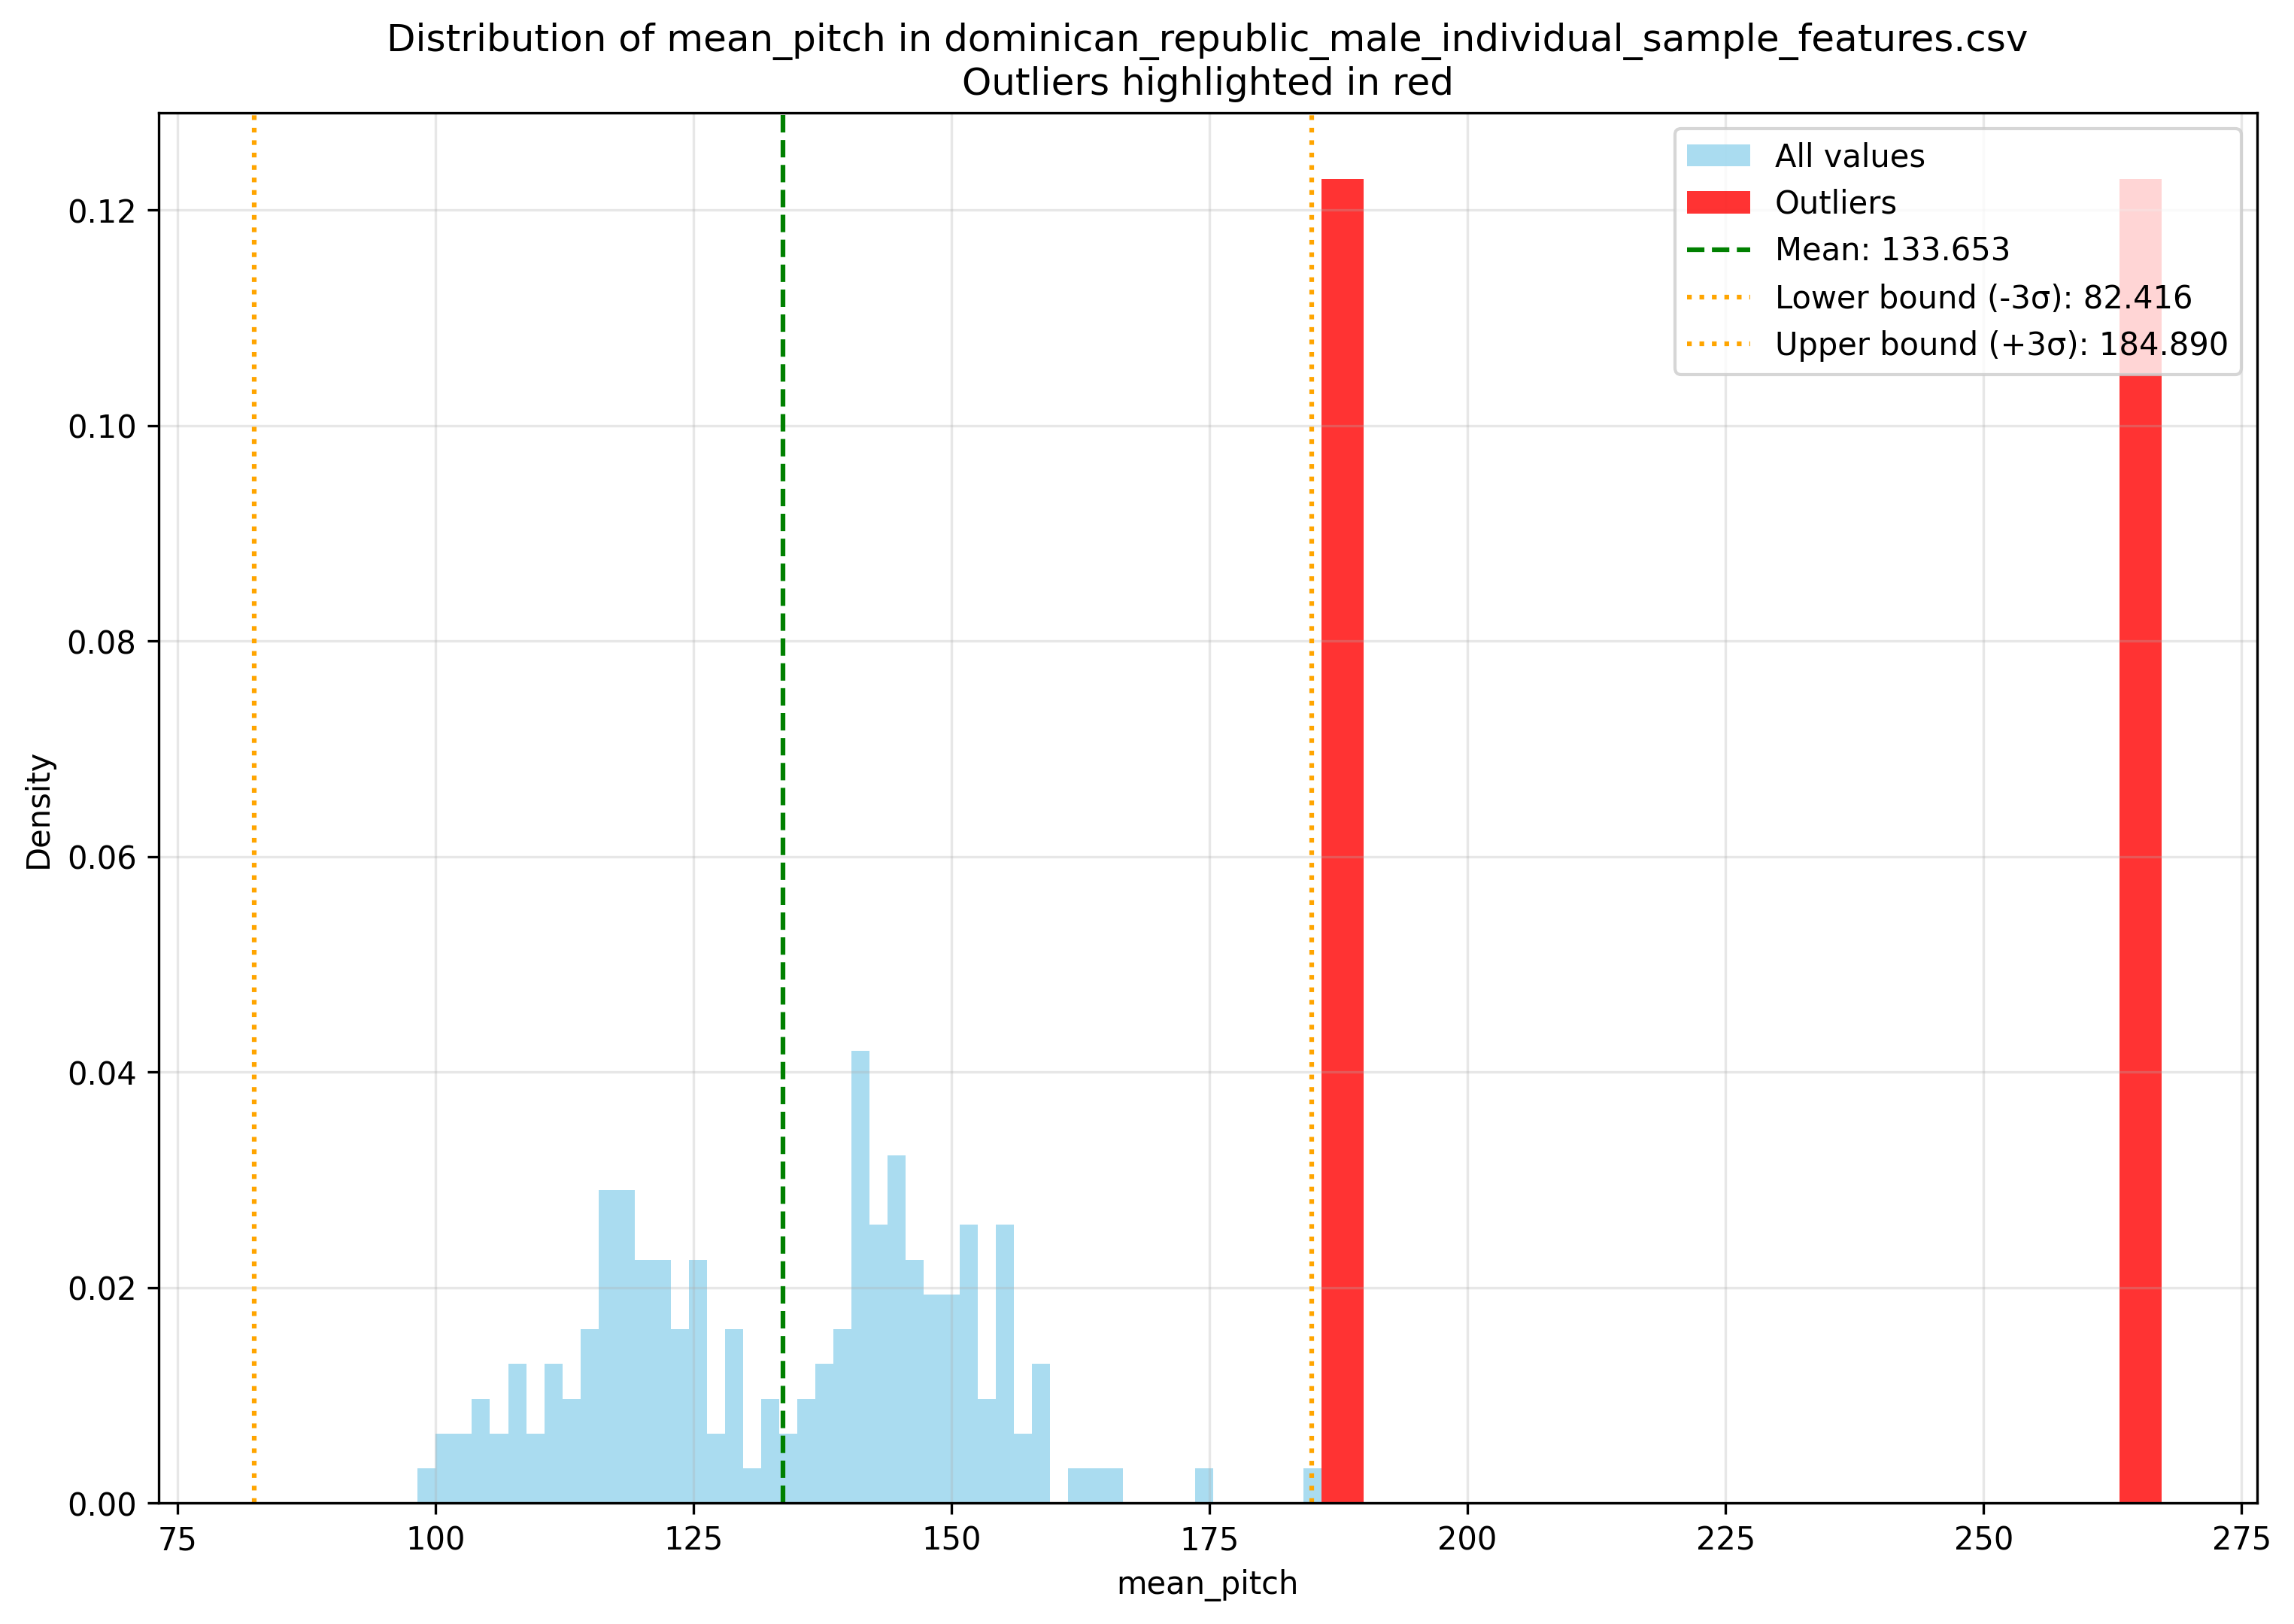 Distribution of mean_pitch in dominican_republic_male_individual_sample_features.csv
Outliers highlighted in red
All values
Outliers
Mean: 133.653
Lower bound (-3σ): 82.416
Upper bound (+3σ): 184.890
Density
0.12
0.10
0.08
0.06
0.04
0.02
0.00
75 100 125 150 175 200 225 250 275
mean_pitch